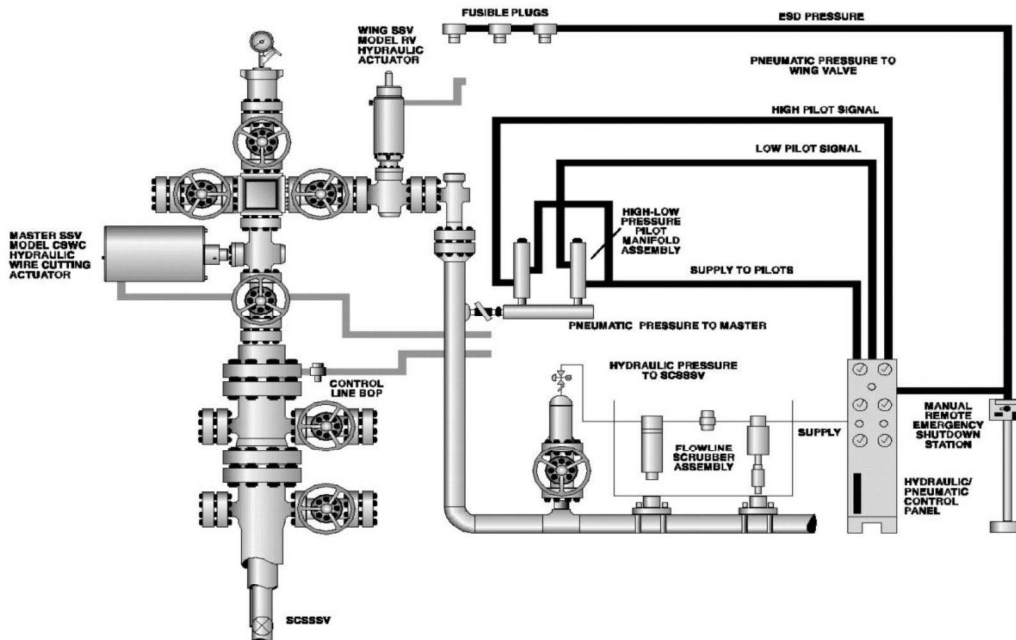 FUSIBLE PLUGS
ESD PRESSURE
WING SSV
MODEL RV
HYDRAULIC
ACTUATOR
PNEUMATIC PRESSURE TO
WING VALVE
HIGH PILOT SIGNAL
LOW PILOT SIGNAL
HIGH-LOW
PRESSURE
PILOT
MANIFOLD
ASSEMBLY
MASTER SSV
MODEL CSWC
HYDRAULIC
WIRE CUTTING
ACTUATOR
SUPPLY TO PILOTS
PNEUMATIC PRESSURE TO MASTER
HYDRAULIC PRESSURE
TO SCSSSV
CONTROL
LINE BOP
SUPPLY
FLOWLINE
SCRUBBER
ASSEMBLY
MANUAL
REMOTE
EMERGENCY
SHUTDOWN
STATION
HYDRAULIC/
PNEUMATIC
CONTROL
PANEL
SCSSSV